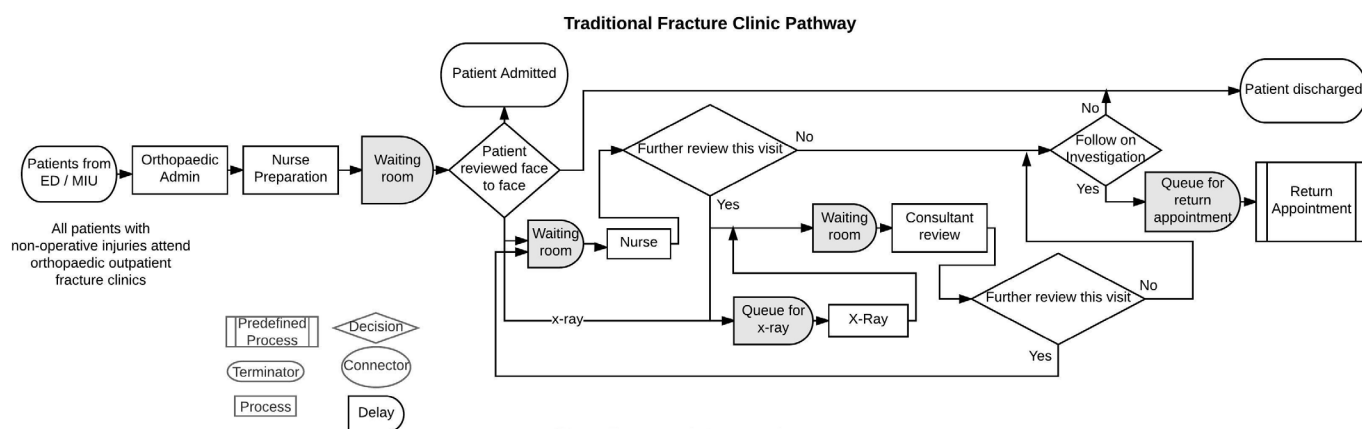 Traditional Fracture Clinic Pathway
Patient Admitted
Patient discharged
Patients from
ED / MIU
Orthopaedic
Admin
Nurse
Preparation
Waiting
room
Patient
reviewed face
to face
Further review this visit
No
Yes
No
Follow on
Investigation
Yes
Queue for
return
appointment
Return
Appointment
All patients with
non-operative injuries attend
orthopaedic outpatient
fracture clinics
Waiting
room
Nurse
Waiting
room
Consultant
review
Further review this visit
No
Yes
x-ray
Queue for
x-ray
X-Ray
Predefined
Process
Decision
Terminator
Connector
Process
Delay